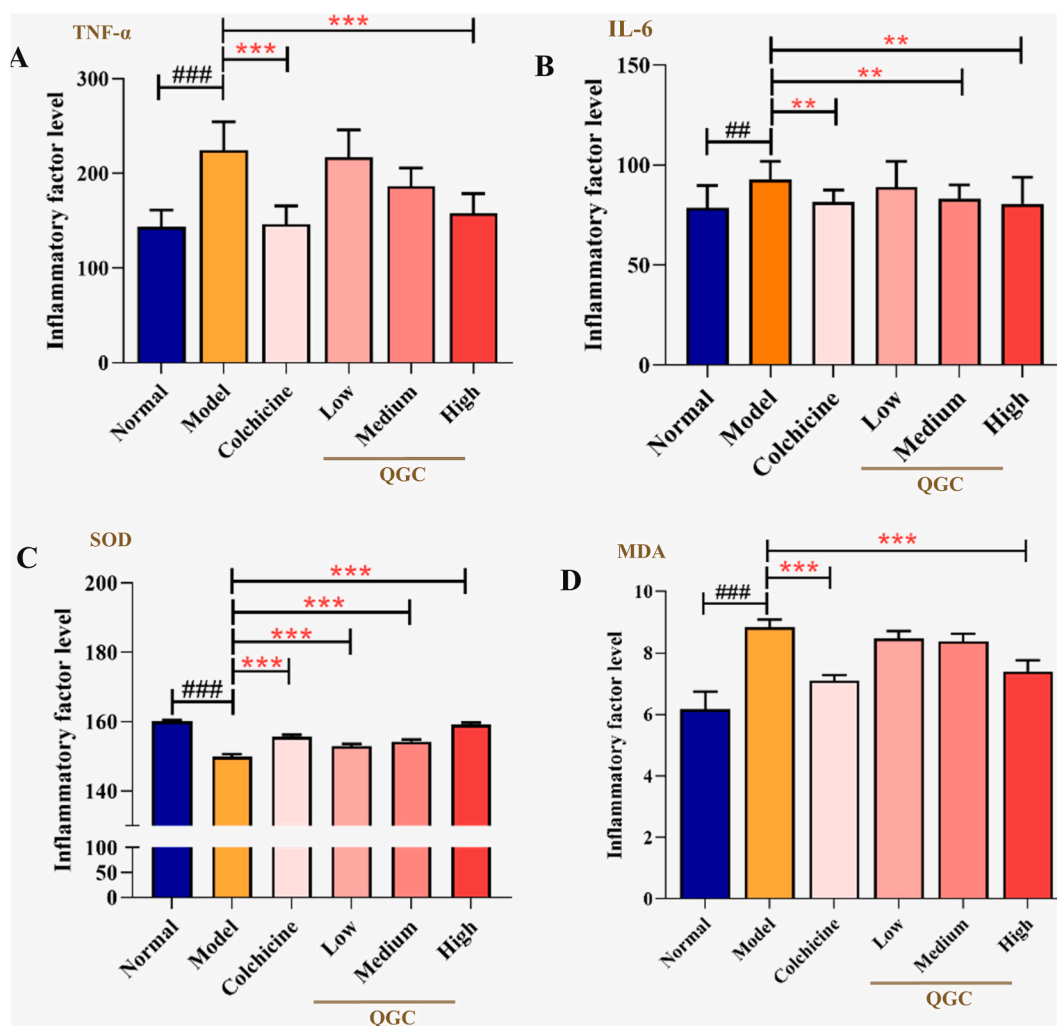 A
TNF-α
***
***
###
Inflammatory factor level
300
200
100
0
Normal
Model
Colchicine
Low
Medium
High
QGC
B
IL-6
**
**
**
##
Inflammatory factor level
150
100
50
0
Normal
Model
Colchicine
Low
Medium
High
QGC
C
SOD
***
***
***
***
###
Inflammatory factor level
200
180
160
140
100
50
0
Normal
Model
Colchicine
Low
Medium
High
QGC
D
MDA
***
***
###
Inflammatory factor level
10
8
6
4
2
0
Normal
Model
Colchicine
Low
Medium
High
QGC